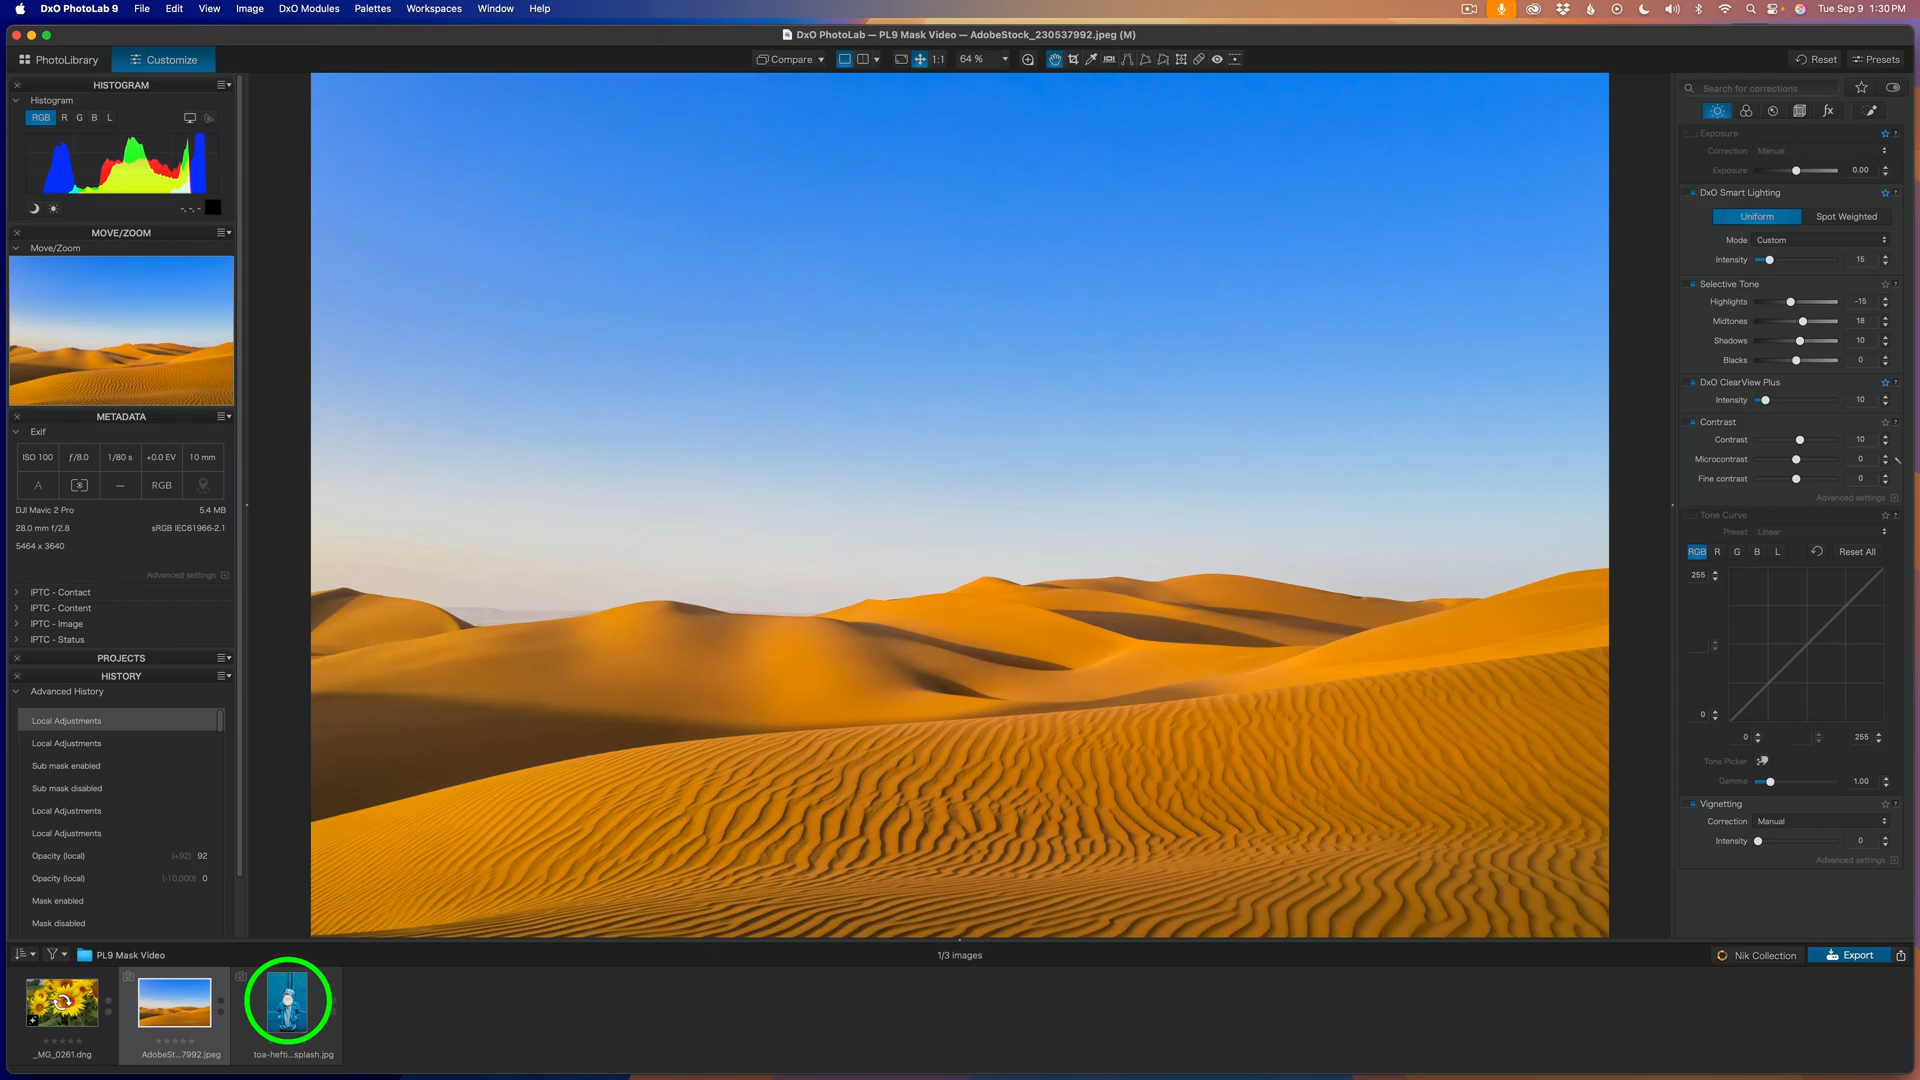 DxO PhotoLab 9 File Edit View Image DxO Modules Palettes Workspaces Window Help Tue Sep 9 1:30 PM
DxO PhotoLab — PL9 Mask Video — AdobeStock_230537992.jpeg (M)
PhotoLibrary Customize Compare 1:1 64 % Reset Presets
HISTOGRAM
Histogram
RGB R G B L
-, -, -
MOVE/ZOOM
Move/Zoom
METADATA
Exif
ISO 100 ƒ/8.0 1/80 s +0.0 EV 10 mm
A — RGB
DJI Mavic 2 Pro 5.4 MB
28.0 mm f/2.8 sRGB IEC61966-2.1
5464 x 3640
Advanced settings
IPTC - Contact
IPTC - Content
IPTC - Image
IPTC - Status
PROJECTS
HISTORY
Advanced History
Local Adjustments
Local Adjustments
Sub mask enabled
Sub mask disabled
Local Adjustments
Local Adjustments
Opacity (local) (+92) 92
Opacity (local) (-10,000) 0
Mask enabled
Mask disabled
Search for corrections
fx
Exposure ?
Correction Manual
Exposure 0.00
DxO Smart Lighting ?
Uniform Spot Weighted
Mode Custom
Intensity 15
Selective Tone ?
Highlights -15
Midtones 18
Shadows 10
Blacks 0
DxO ClearView Plus ?
Intensity 10
Contrast ?
Contrast 10
Microcontrast 0
Fine contrast 0
Advanced settings
Tone Curve ?
Preset Linear
RGB R G B L Reset All
255
0
0 255
Tone Picker
Gamma 1.00
Vignetting ?
Correction Manual
Intensity 0
Advanced settings
PL9 Mask Video 1/3 images Nik Collection Export
_MG_0261.dng AdobeSt...7992.jpeg toa-hefti...splash.jpg